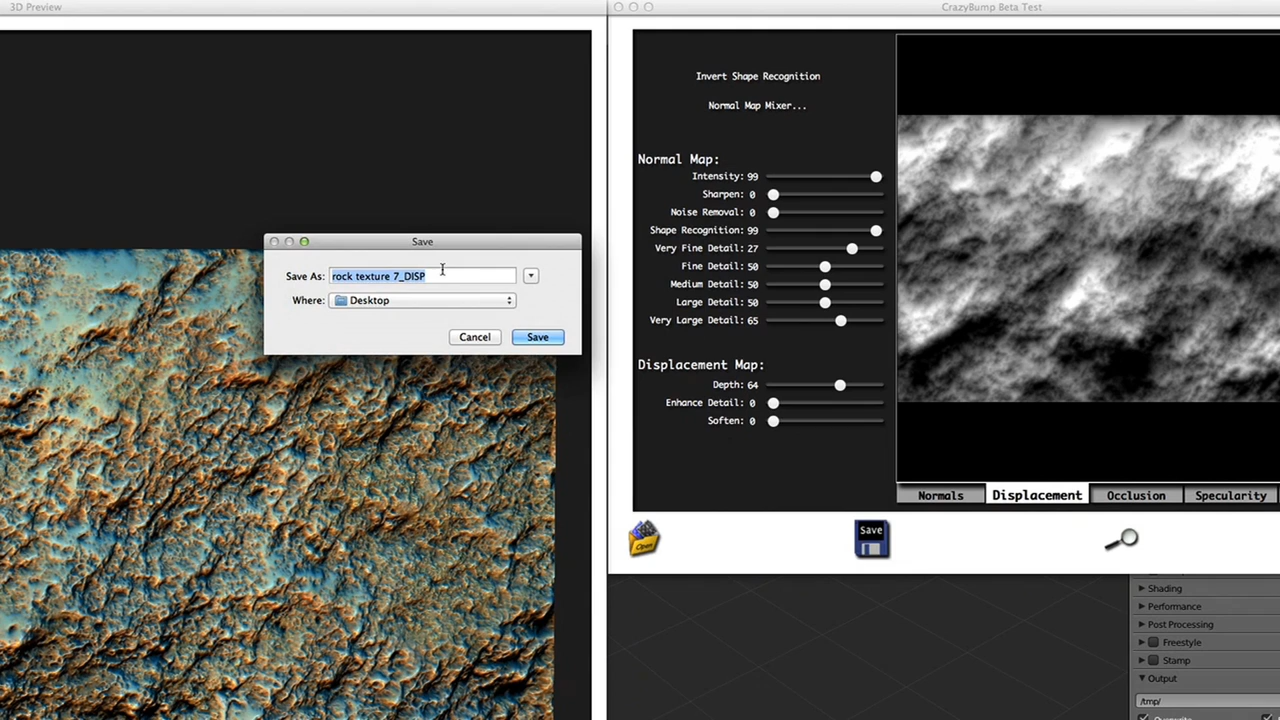 3D Preview
CrazyBump Beta Test
Invert Shape Recognition
Normal Map Mixer...
Normal Map:
Intensity: 99
Sharpen: 0
Noise Removal: 0
Shape Recognition: 99
Very Fine Detail: 27
Fine Detail: 50
Medium Detail: 50
Large Detail: 50
Very Large Detail: 65
Displacement Map:
Depth: 64
Enhance Detail: 0
Soften: 0
Save
Save As: rock texture 7_DISP
Where: Desktop
Cancel Save
Normals Displacement Occlusion Specularity
Open
Save
Shading
Performance
Post Processing
Freestyle
Stamp
Output
/tmp/